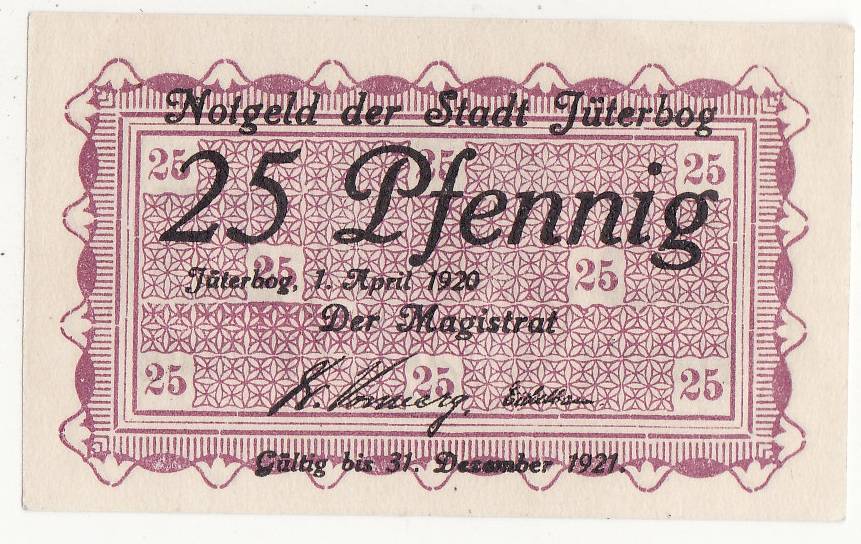 Notgeld der Stadt Jüterbog
25 25 25
25 Pfennig
25 25
Jüterbog, 1. April 1920
Der Magistrat
25 25 25
Gültig bis 31. Dezember 1921.